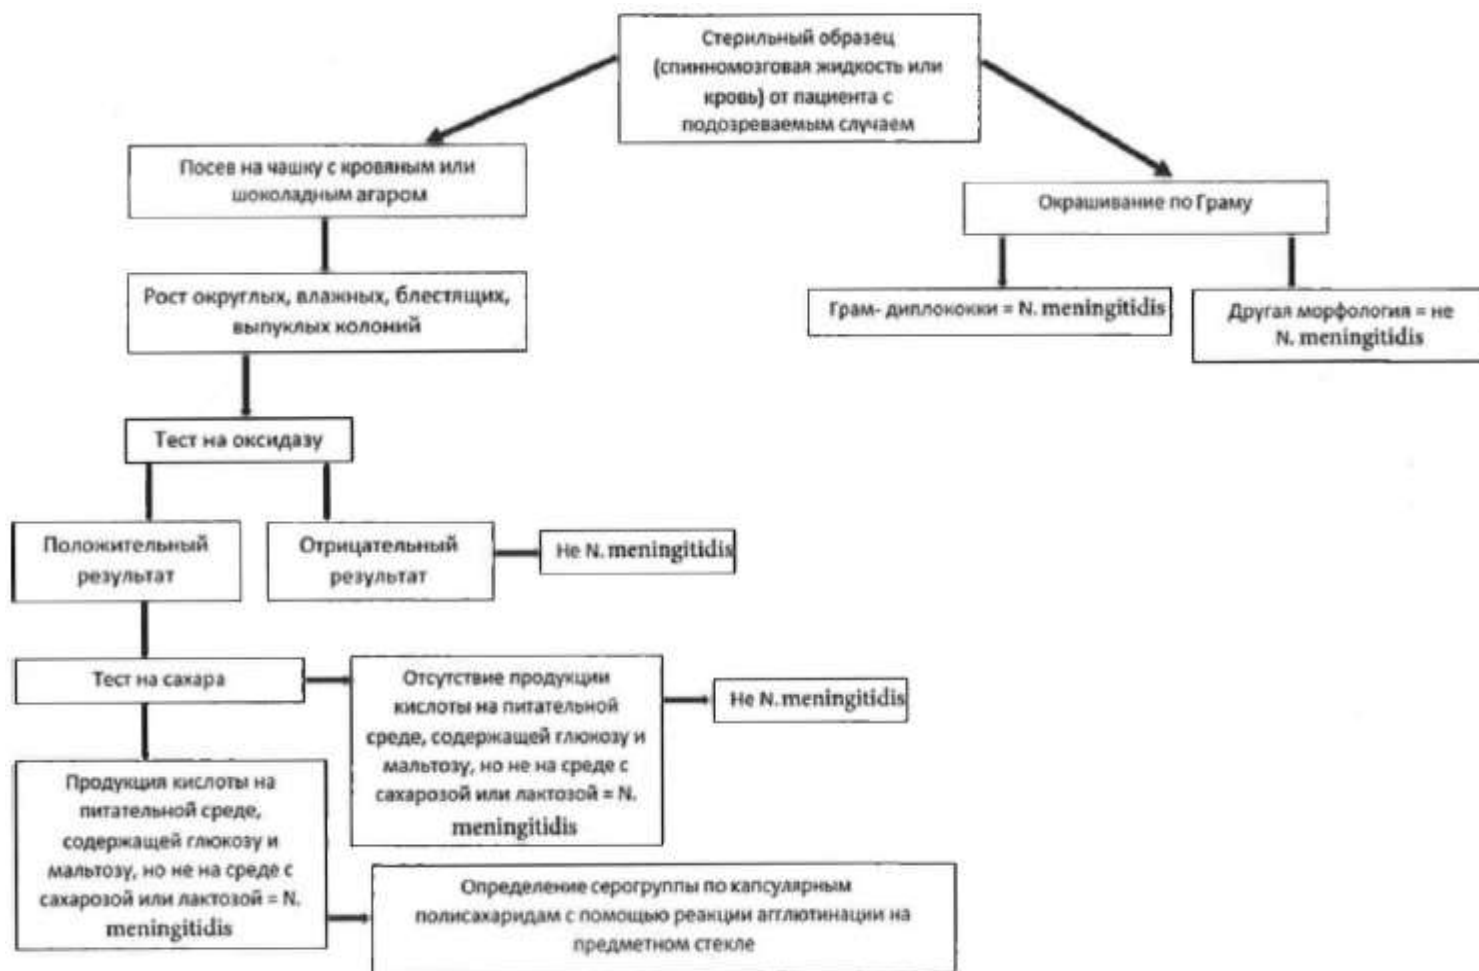 Стерильный образец
(спинномозговая жидкость или
кровь) от пациента с
подозреваемым случаем
Посев на чашку с кровяным или
шоколадным агаром
Окрашивание по Граму
Рост округлых, влажных, блестящих,
выпуклых колоний
Грам- диплококки = N. meningitidis
Другая морфология = не
N. meningitidis
Тест на оксидазу
Положительный
результат
Отрицательный
результат
Не N. meningitidis
Тест на сахара
Отсутствие продукции
кислоты на питательной
среде, содержащей глюкозу и
мальтозу, но не на среде с
сахарозой или лактозой = N.
meningitidis
Не N. meningitidis
Продукция кислоты на
питательной среде,
содержащей глюкозу и
мальтозу, но не на среде с
сахарозой или лактозой = N.
meningitidis
Определение серогруппы по капсулярным
полисахаридам с помощью реакции агглютинации на
предметном стекле